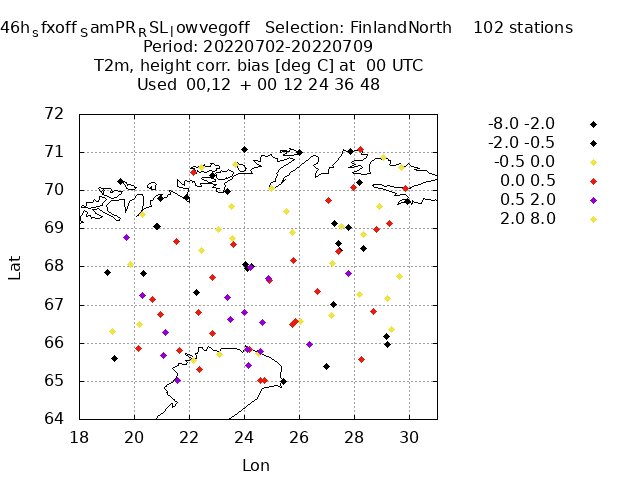 46h_sfxoff_samPR_RSL_lowvegoff Selection: FinlandNorth 102 stations
Period: 20220702-20220709
T2m, height corr. bias [deg C] at 00 UTC
Used 00,12 + 00 12 24 36 48
72
71
70
69
68
67
66
65
64
18 20 22 24 26 28 30
Lat
Lon
-8.0 -2.0
-2.0 -0.5
-0.5 0.0
0.0 0.5
0.5 2.0
2.0 8.0